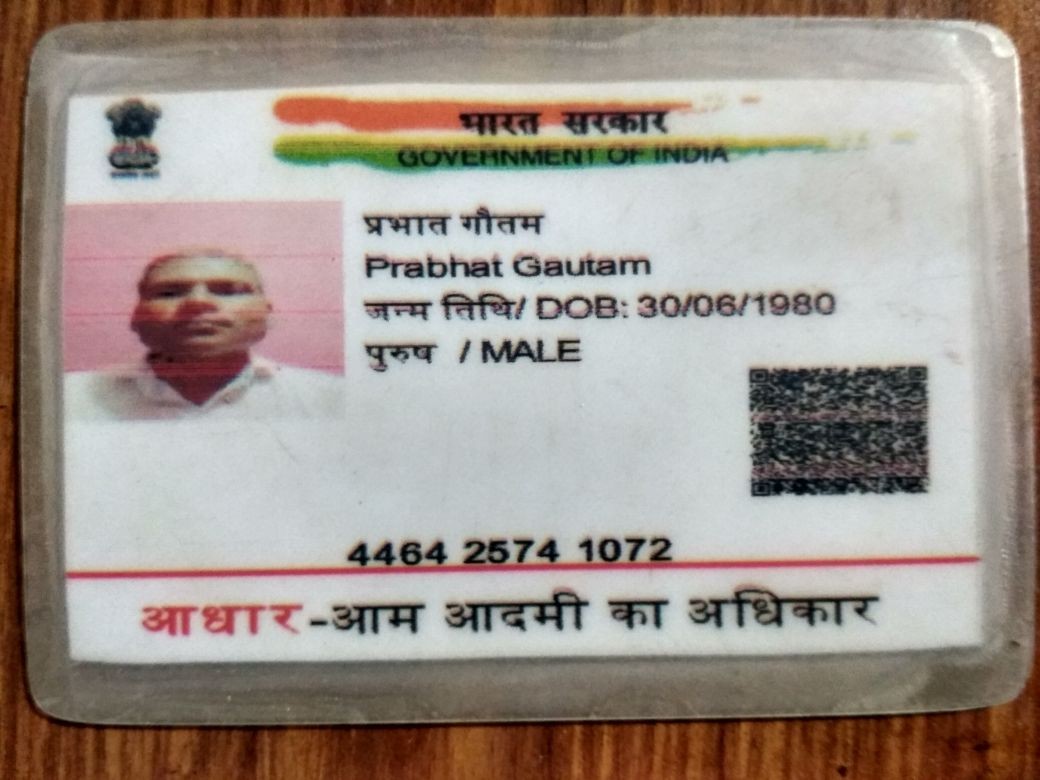 भारत सरकार
GOVERNMENT OF INDIA
प्रभात गौतम
Prabhat Gautam
जन्म तिथि/ DOB: 30/06/1980
पुरुष / MALE
4464 2574 1072
आधार-आम आदमी का अधिकार